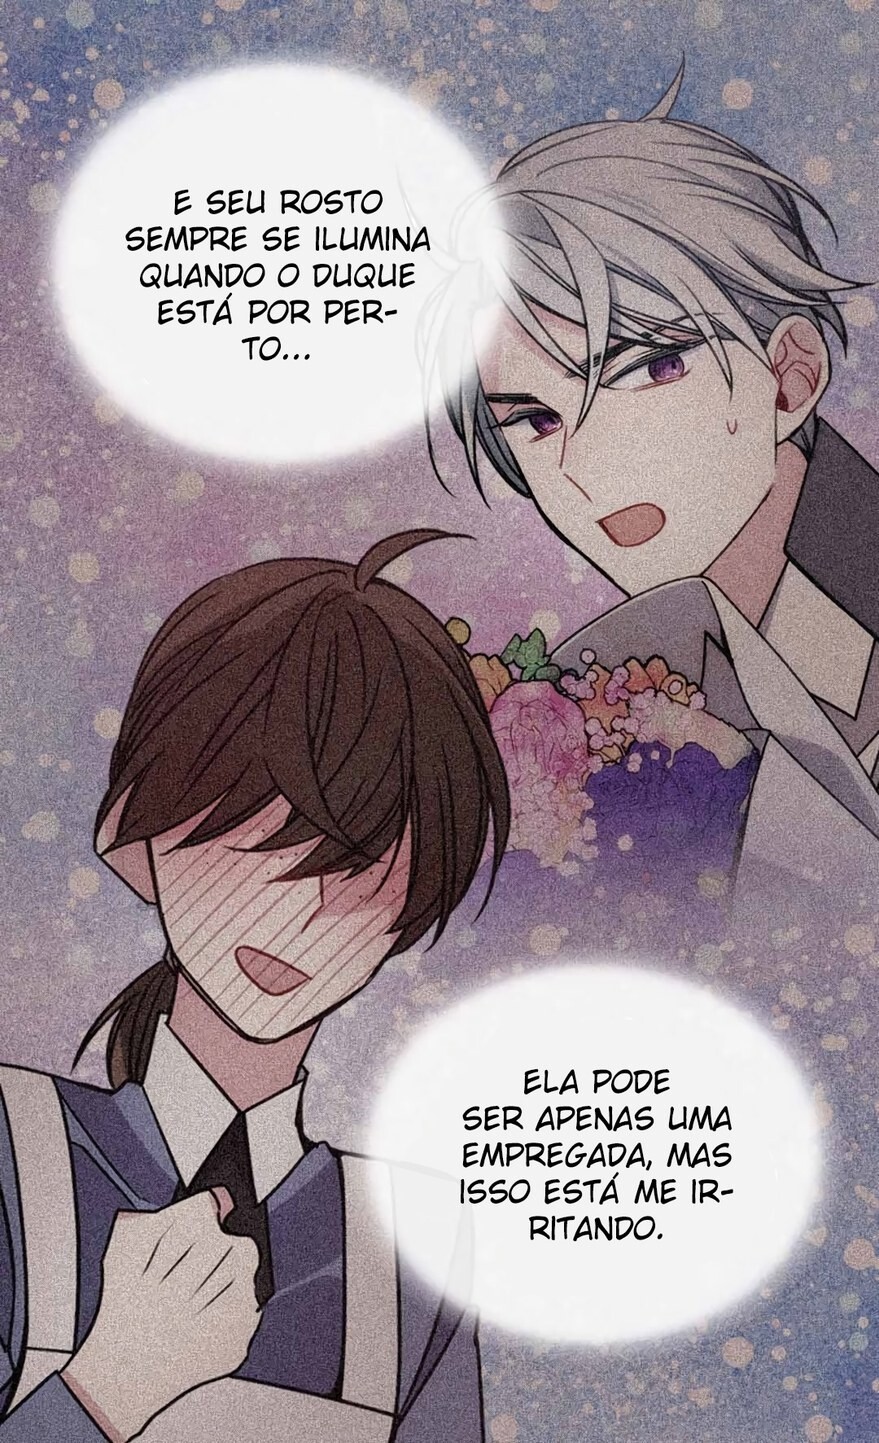 E SEU ROSTO
SEMPRE SE ILUMINA
QUANDO O DUQUE
ESTÁ POR PER-
TO...
ELA PODE
SER APENAS UMA
EMPREGADA, MAS
ISSO ESTÁ ME IR-
RITANDO.